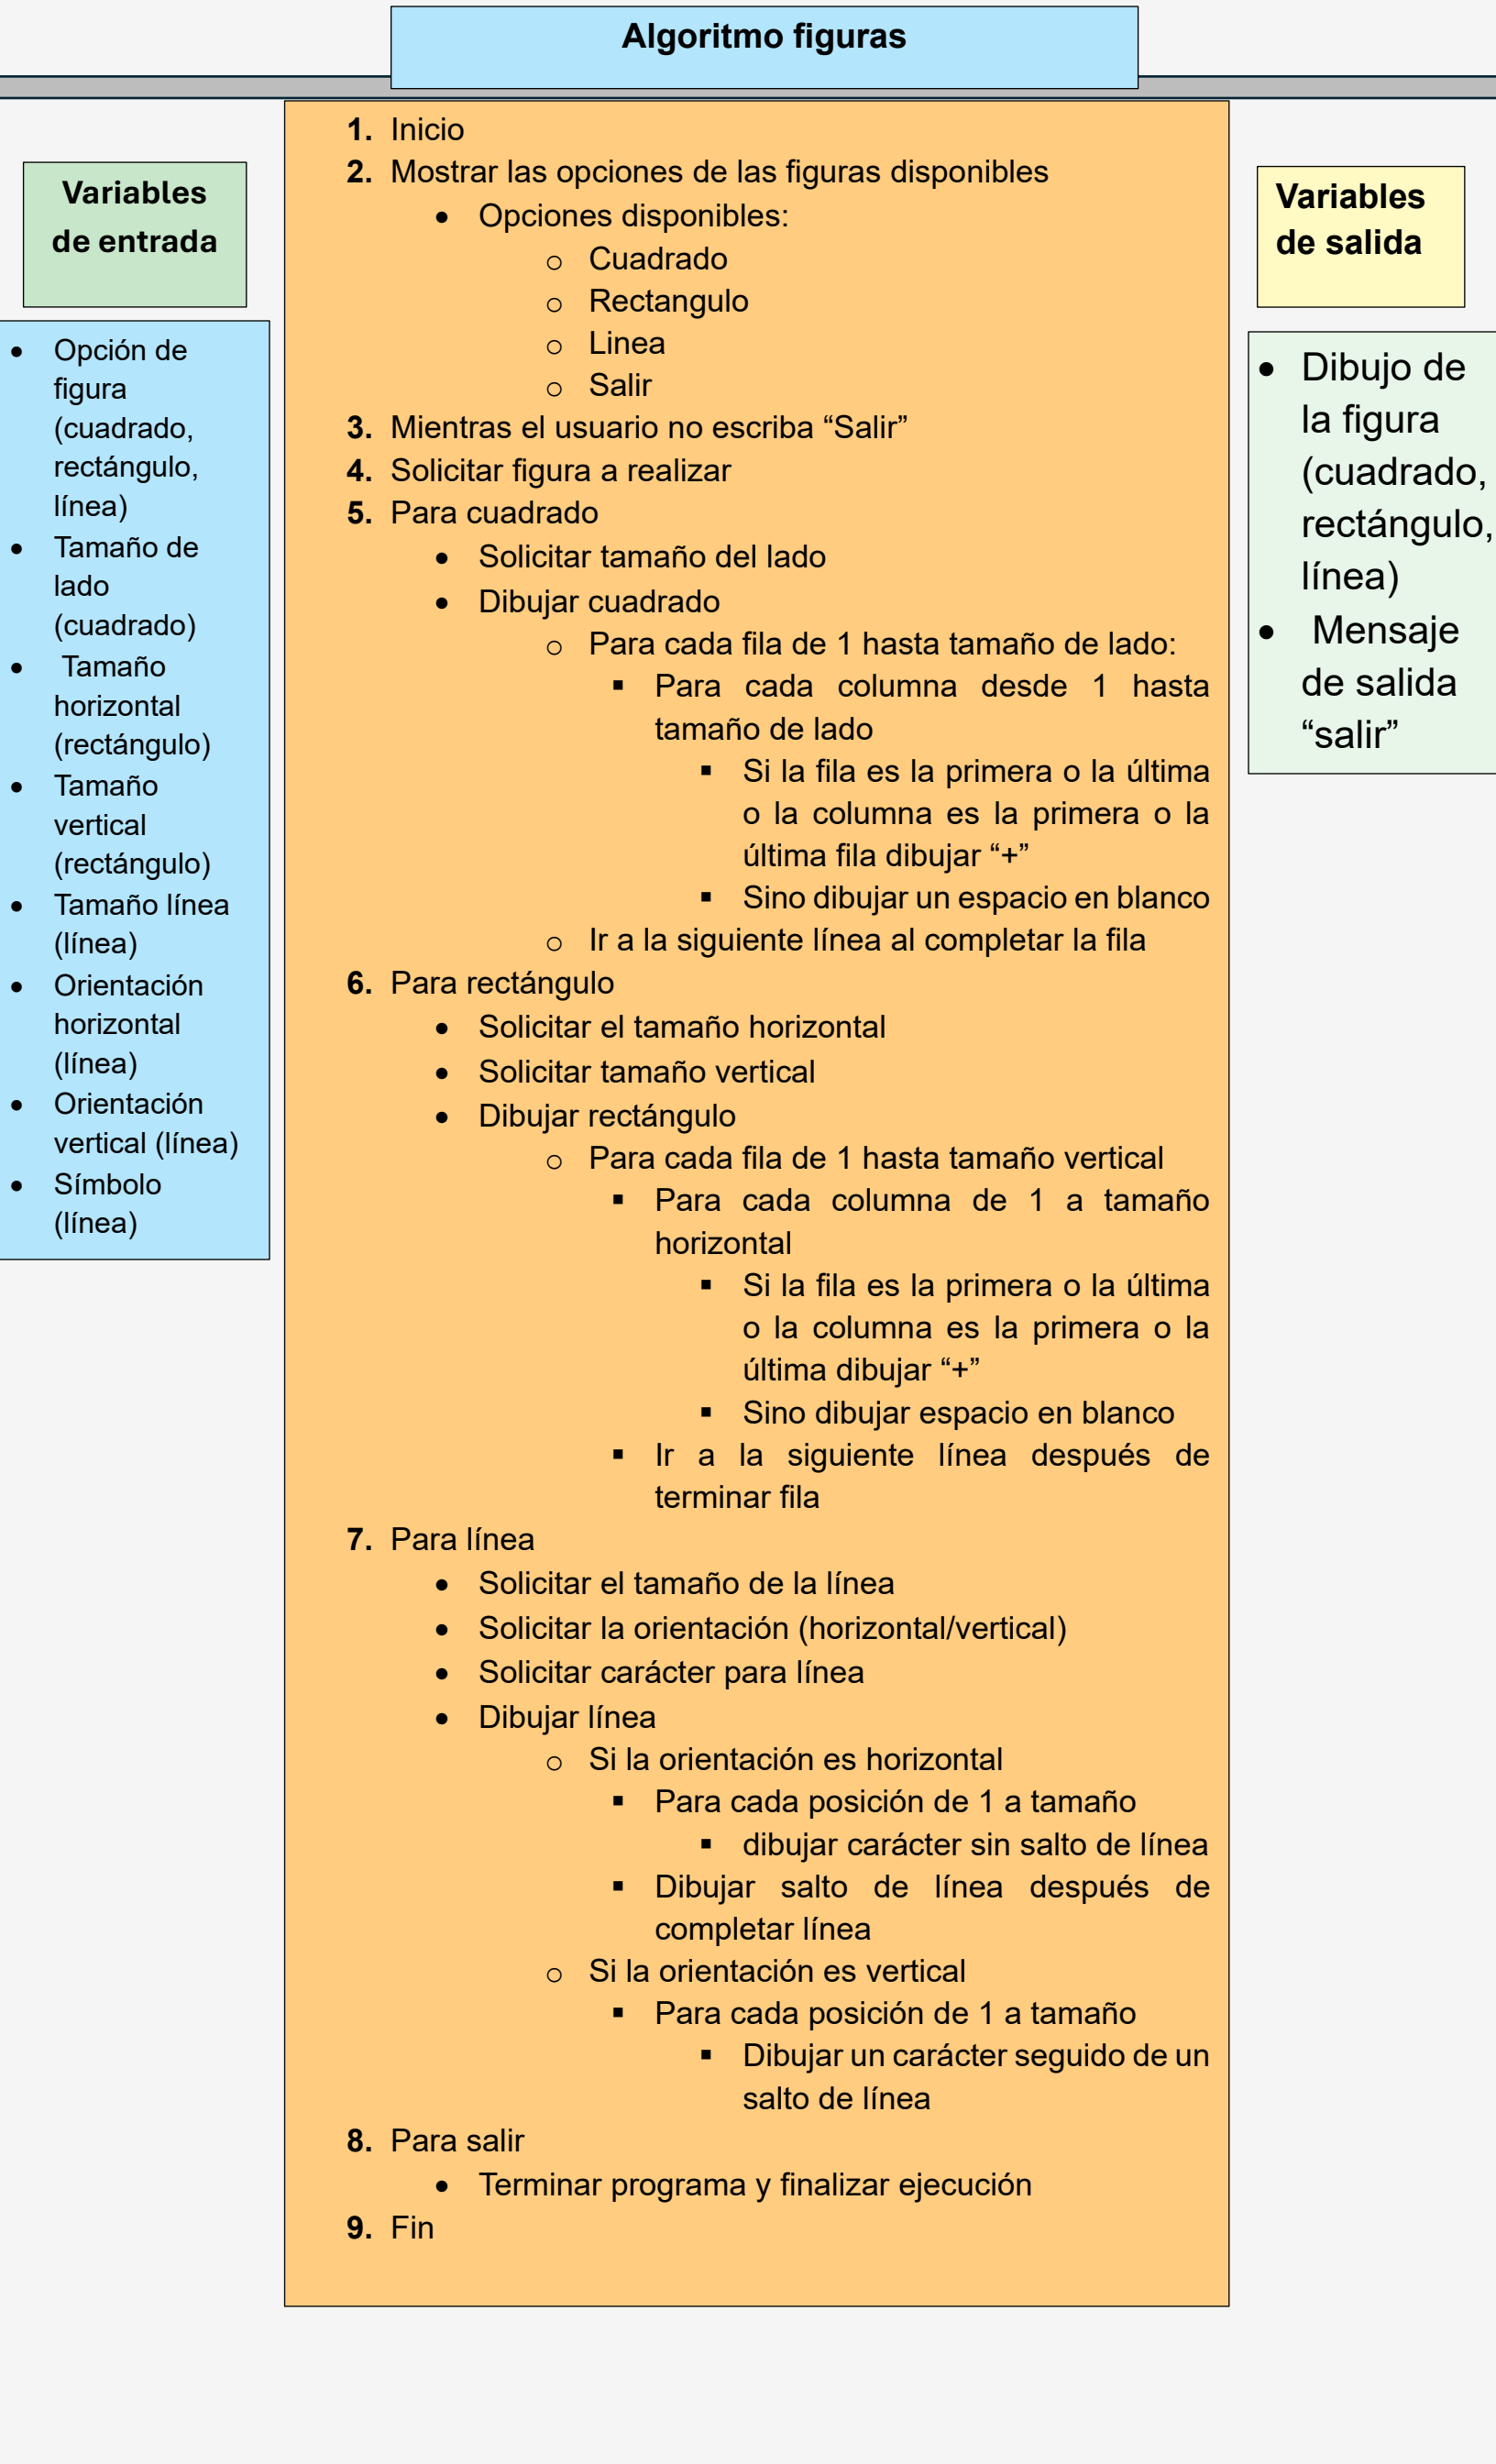 Algoritmo figuras
Variables
de entrada
• Opción de
figura
(cuadrado,
rectángulo,
línea)
• Tamaño de
lado
(cuadrado)
• Tamaño
horizontal
(rectángulo)
• Tamaño
vertical
(rectángulo)
• Tamaño línea
(línea)
• Orientación
horizontal
(línea)
• Orientación
vertical (línea)
• Símbolo
(línea)
1. Inicio
2. Mostrar las opciones de las figuras disponibles
• Opciones disponibles:
o Cuadrado
o Rectangulo
o Linea
o Salir
3. Mientras el usuario no escriba “Salir”
4. Solicitar figura a realizar
5. Para cuadrado
• Solicitar tamaño del lado
• Dibujar cuadrado
o Para cada fila de 1 hasta tamaño de lado:
▪ Para cada columna desde 1 hasta
tamaño de lado
▪ Si la fila es la primera o la última
o la columna es la primera o la
última fila dibujar “+”
▪ Sino dibujar un espacio en blanco
o Ir a la siguiente línea al completar la fila
6. Para rectángulo
• Solicitar el tamaño horizontal
• Solicitar tamaño vertical
• Dibujar rectángulo
o Para cada fila de 1 hasta tamaño vertical
▪ Para cada columna de 1 a tamaño
horizontal
▪ Si la fila es la primera o la última
o la columna es la primera o la
última dibujar “+”
▪ Sino dibujar espacio en blanco
▪ Ir a la siguiente línea después de
terminar fila
7. Para línea
• Solicitar el tamaño de la línea
• Solicitar la orientación (horizontal/vertical)
• Solicitar carácter para línea
• Dibujar línea
o Si la orientación es horizontal
▪ Para cada posición de 1 a tamaño
▪ dibujar carácter sin salto de línea
▪ Dibujar salto de línea después de
completar línea
o Si la orientación es vertical
▪ Para cada posición de 1 a tamaño
▪ Dibujar un carácter seguido de un
salto de línea
8. Para salir
• Terminar programa y finalizar ejecución
9. Fin
Variables
de salida
• Dibujo de
la figura
(cuadrado,
rectángulo,
línea)
• Mensaje
de salida
“salir”